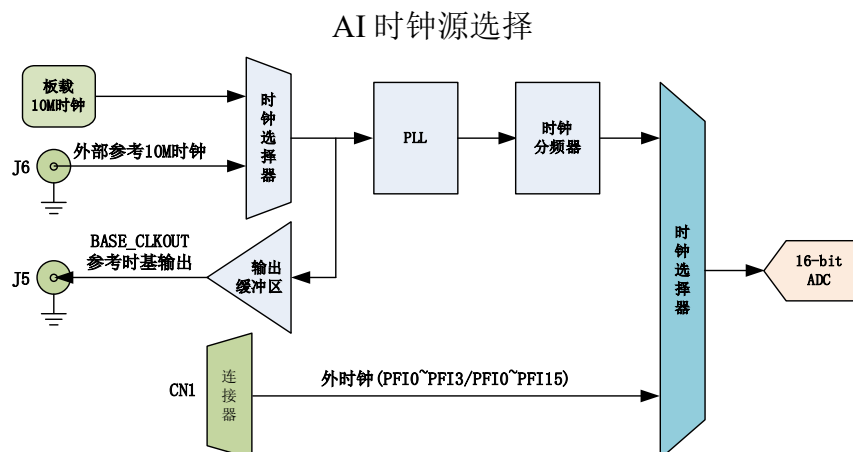 AI 时钟源选择
板载
10M时钟
时钟选择器
PLL
时钟
分频器
外部参考10M时钟
J6
BASE_CLKOUT
参考时基输出
J5
输出
缓冲区
时钟选择器
16-bit
ADC
CN1
连接器
外时钟(PFI0~PFI3/PFI0~PFI15)